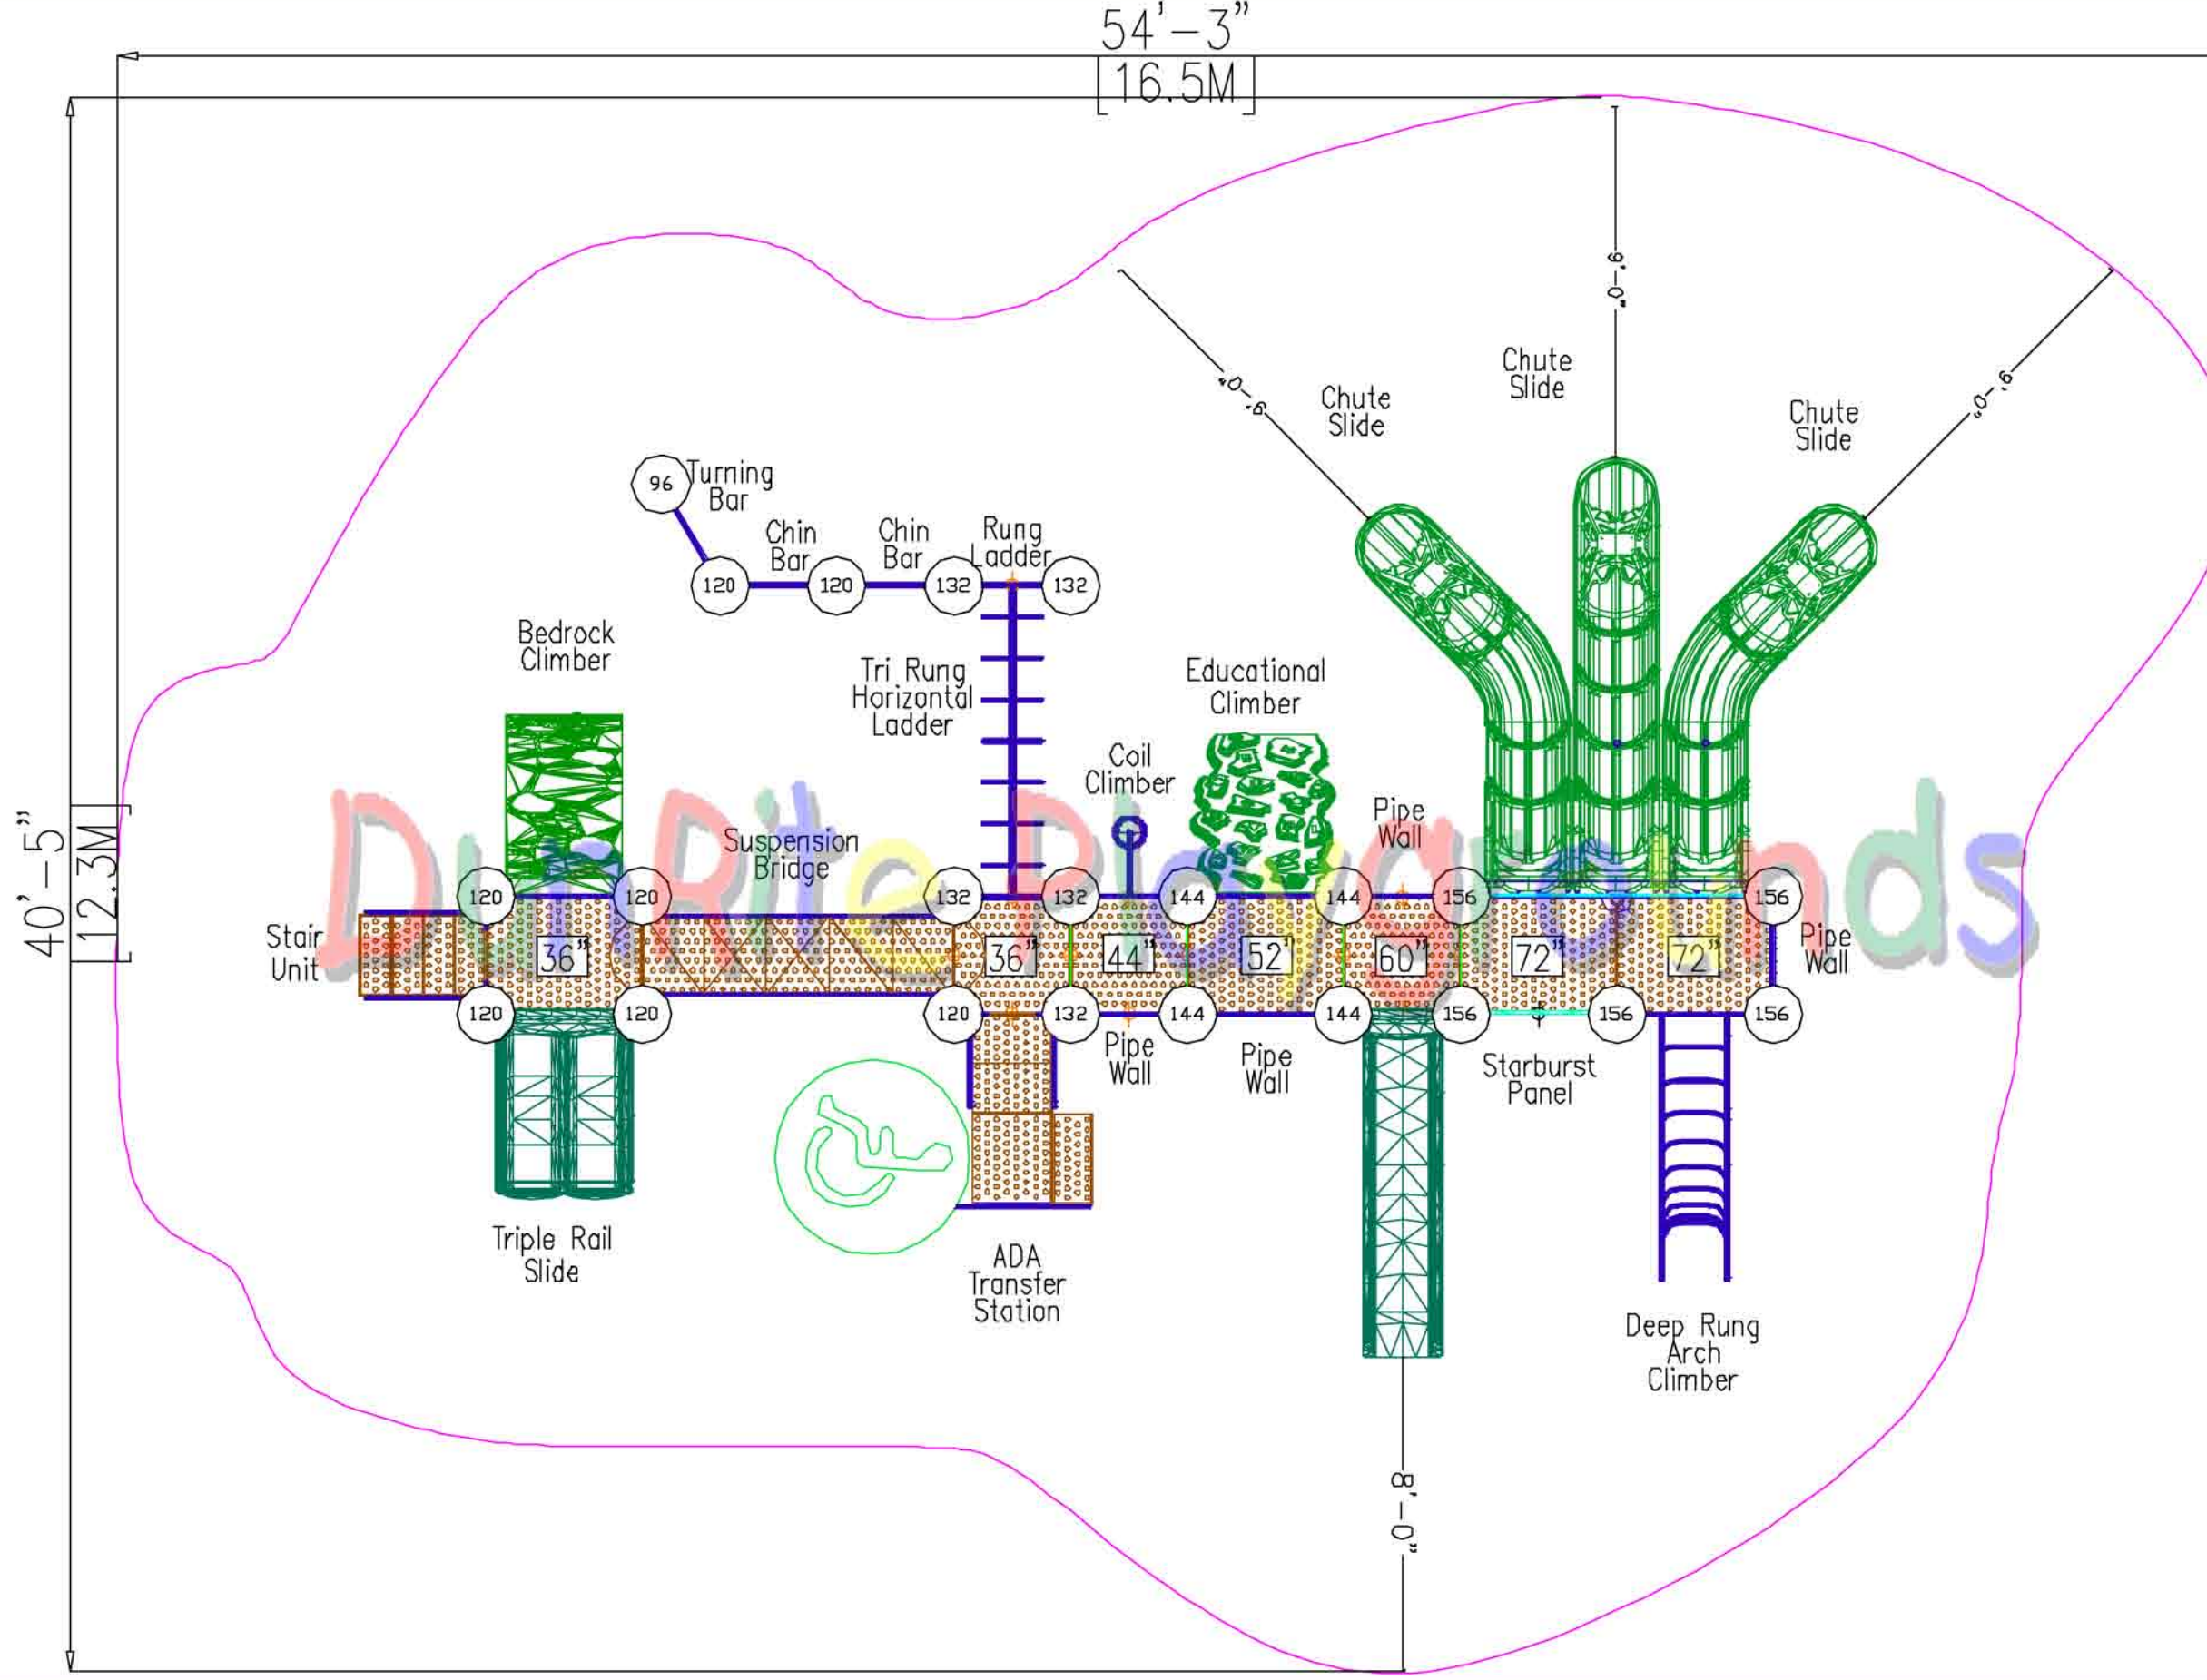 54'-3"
[16.5M]
40'-5"
[12.3M]
9'-0"
9'-0"
9'-0"
Chute
Slide
Chute
Slide
Chute
Slide
96
Turning
Bar
Chin
Bar
Chin
Bar
Rung
Ladder
120
120
132
132
Bedrock
Climber
Tri Rung
Horizontal
Ladder
Educational
Climber
Coil
Climber
Pipe
Wall
Suspension
Bridge
DunRite Playgrounds
120
120
132
132
144
144
156
156
Stair
Unit
36"
36"
44"
52"
60"
72"
72"
Pipe
Wall
120
120
120
132
144
144
156
156
156
Pipe
Wall
Pipe
Wall
Starburst
Panel
Triple Rail
Slide
ADA
Transfer
Station
Deep Rung
Arch
Climber
8'-0"